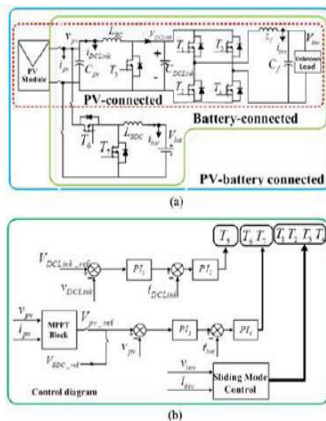 v_pv
L_BC
V_DCLink
i_DCLink
L_f
i_pv
C_pv
T_5
C_DCLink
T_1
T_3
T_2
T_4
i_inv
C_f
V_inv
PV
Module
Unknown
Load
PV-connected
Battery-connected
T_6
T_7
L_BDC
i_bat
V_bat
PV-battery connected
(a)
T_5
T_6 T_7
T_1 T_2 T_3 T_4
V_DCLink_ref
PI_1
PI_2
v_DCLink
i_DCLink
v_pv
i_pv
MPPT
Block
V_pv_ref
PI_3
PI_4
v_pv
i_bat
V_BDC_ref
v_inv
i_inv
Sliding Mode
Control
Control diagram
(b)